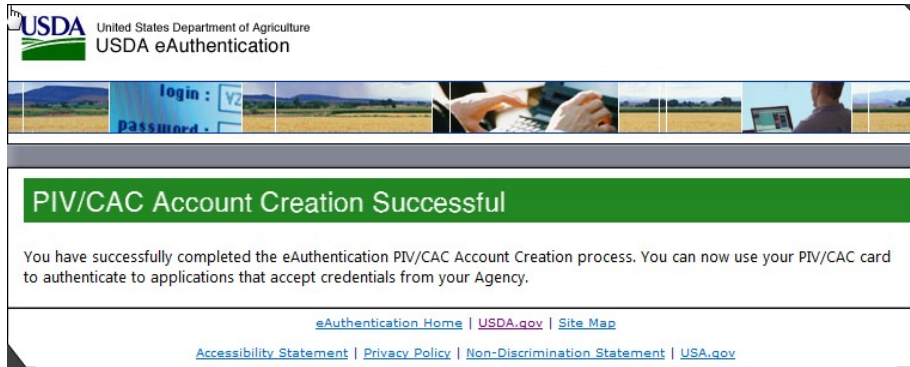 USDA United States Department of Agriculture
USDA eAuthentication
login :
password :
PIV/CAC Account Creation Successful
You have successfully completed the eAuthentication PIV/CAC Account Creation process. You can now use your PIV/CAC card
to authenticate to applications that accept credentials from your Agency.
eAuthentication Home | USDA.gov | Site Map
Accessibility Statement | Privacy Policy | Non-Discrimination Statement | USA.gov